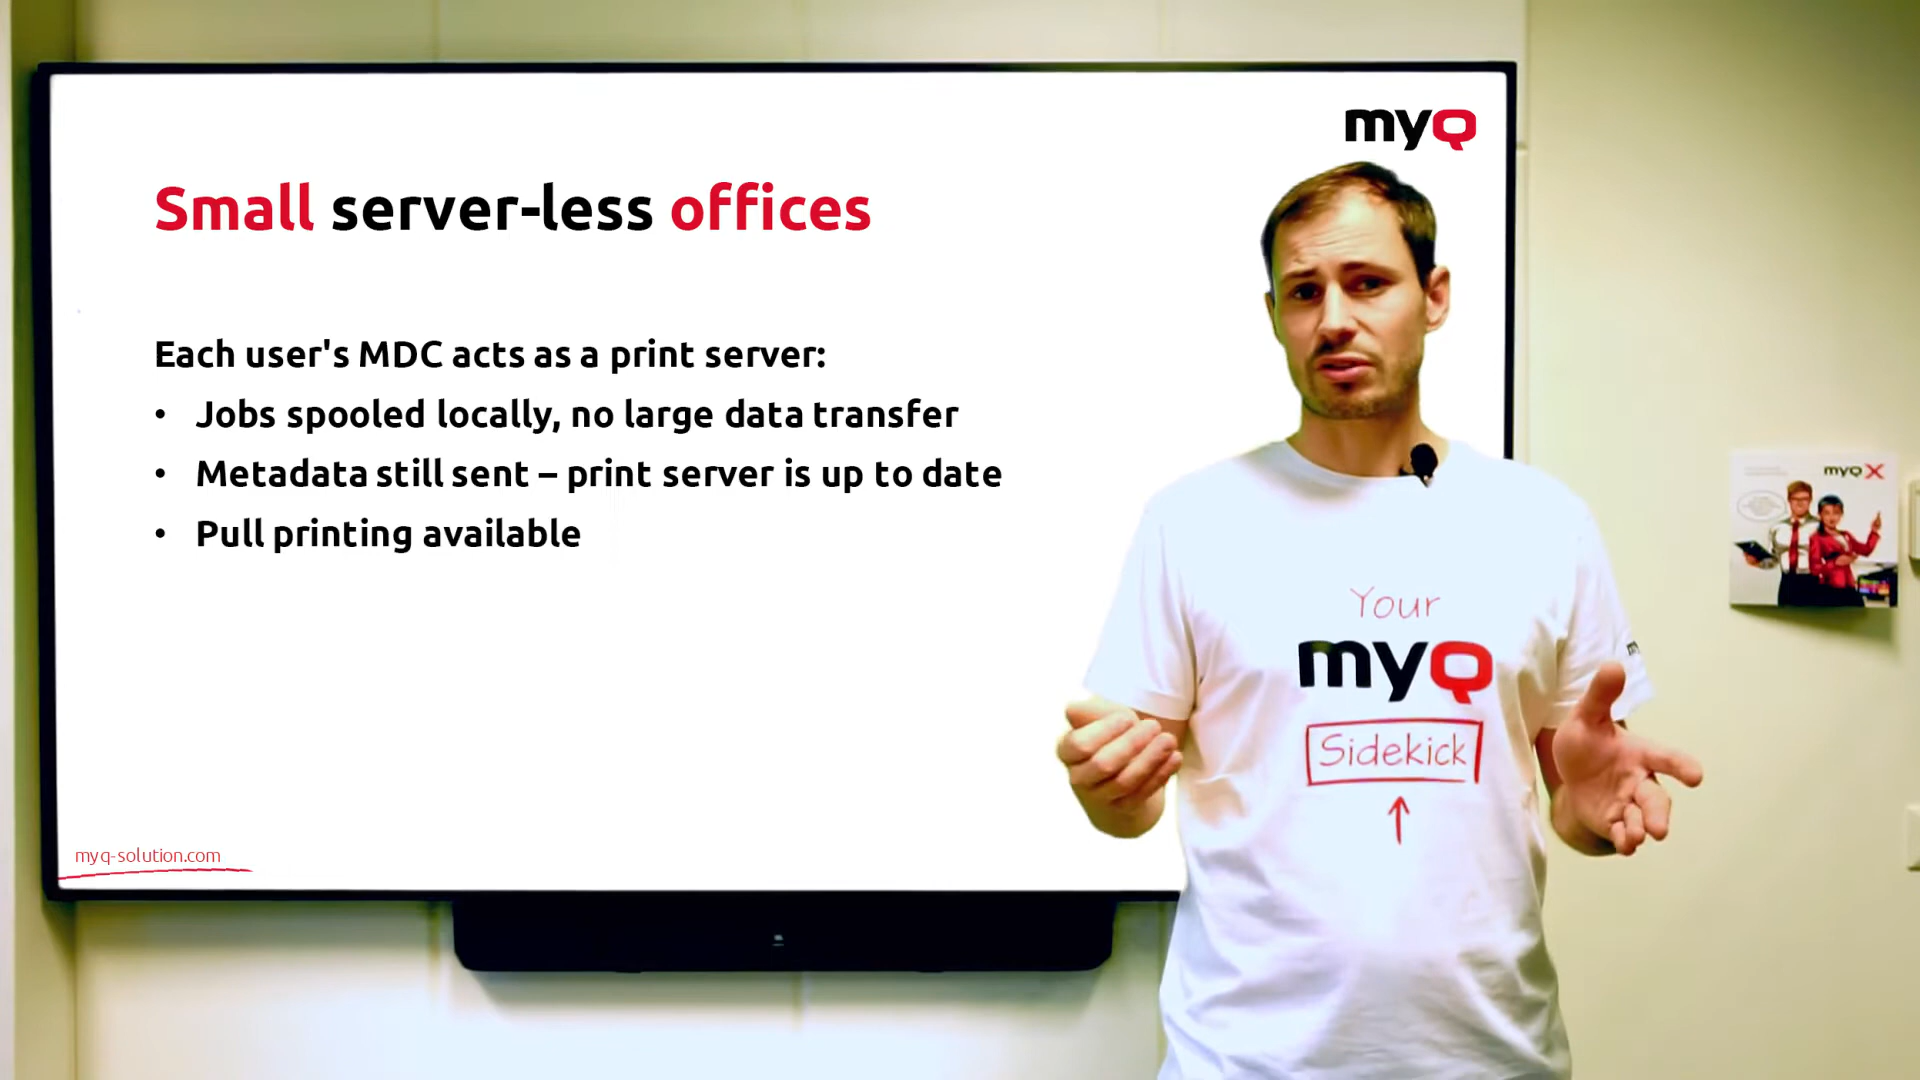 myQ
Small server-less offices
Each user's MDC acts as a print server:
• Jobs spooled locally, no large data transfer
• Metadata still sent – print server is up to date
• Pull printing available
myq-solution.com
Your
myQ
Sidekick
myQ X